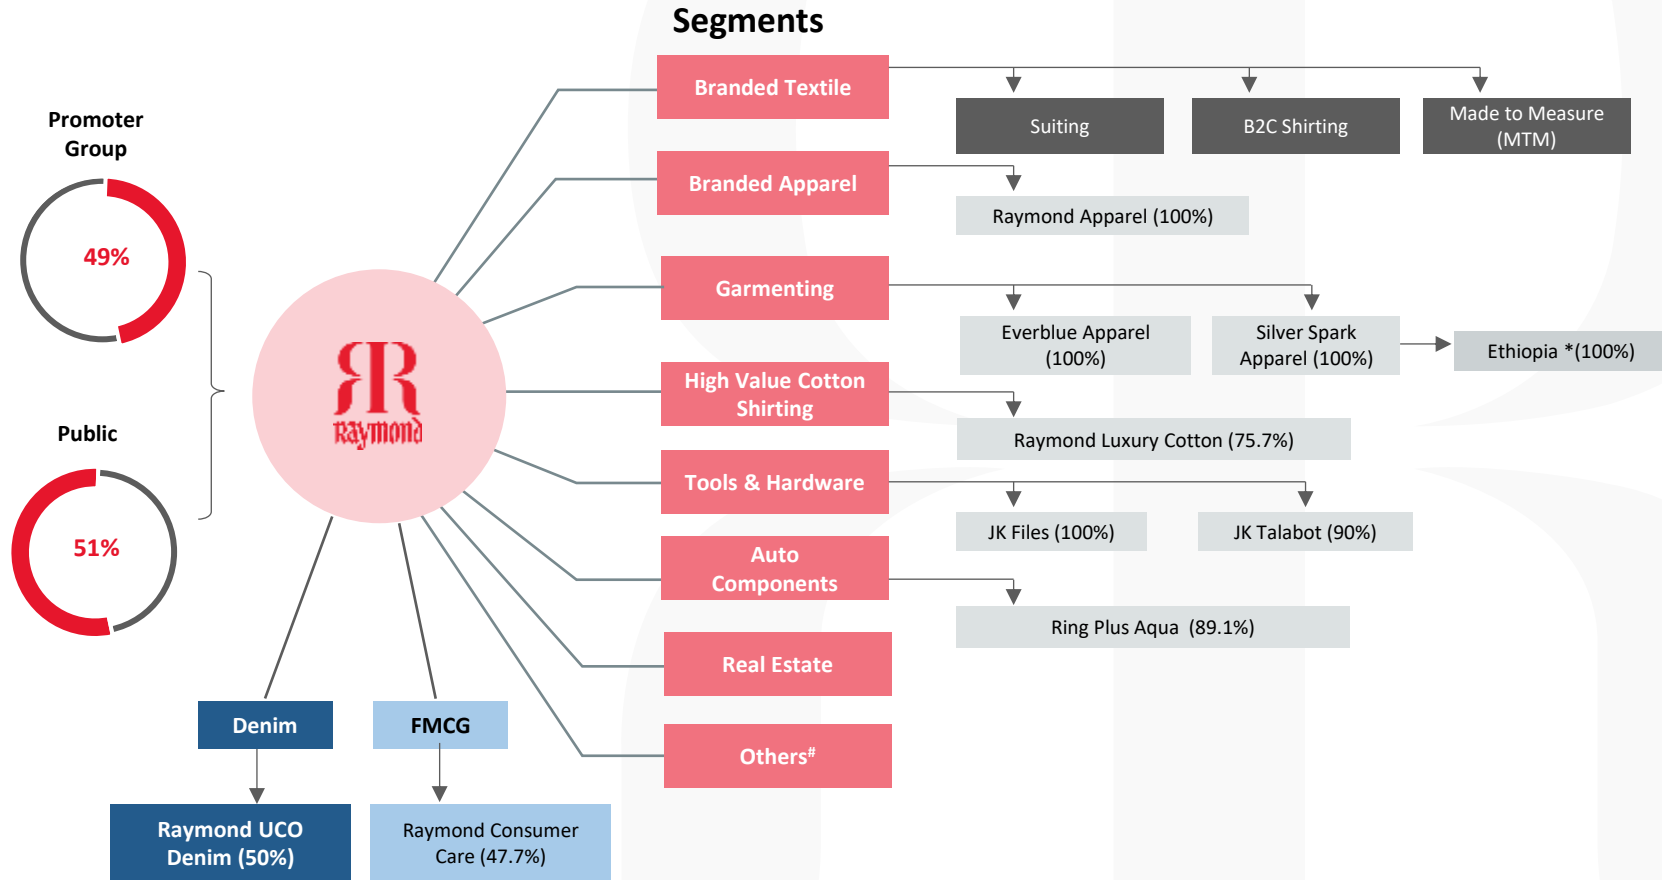 Segments
Promoter
Group
49%
Public
51%
Raymond
Branded Textile
Suiting
B2C Shirting
Made to Measure
(MTM)
Branded Apparel
Raymond Apparel (100%)
Garmenting
Everblue Apparel
(100%)
Silver Spark
Apparel (100%)
Ethiopia *(100%)
High Value Cotton
Shirting
Raymond Luxury Cotton (75.7%)
Tools & Hardware
JK Files (100%)
JK Talabot (90%)
Auto
Components
Ring Plus Aqua (89.1%)
Real Estate
Others#
Denim
FMCG
Raymond UCO
Denim (50%)
Raymond Consumer
Care (47.7%)